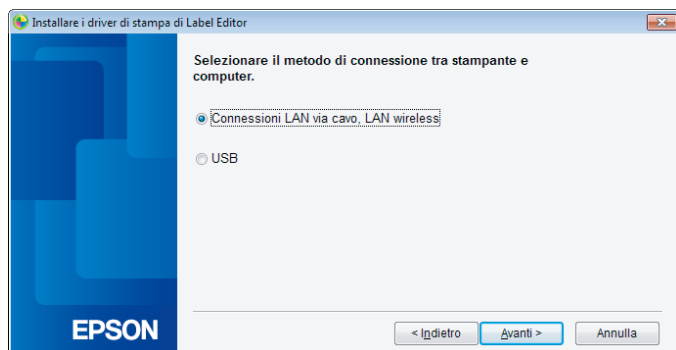 Installare i driver di stampa di Label Editor
Selezionare il metodo di connessione tra stampante e
computer.
Connessioni LAN via cavo, LAN wireless
USB
EPSON
< Indietro
Avanti >
Annulla